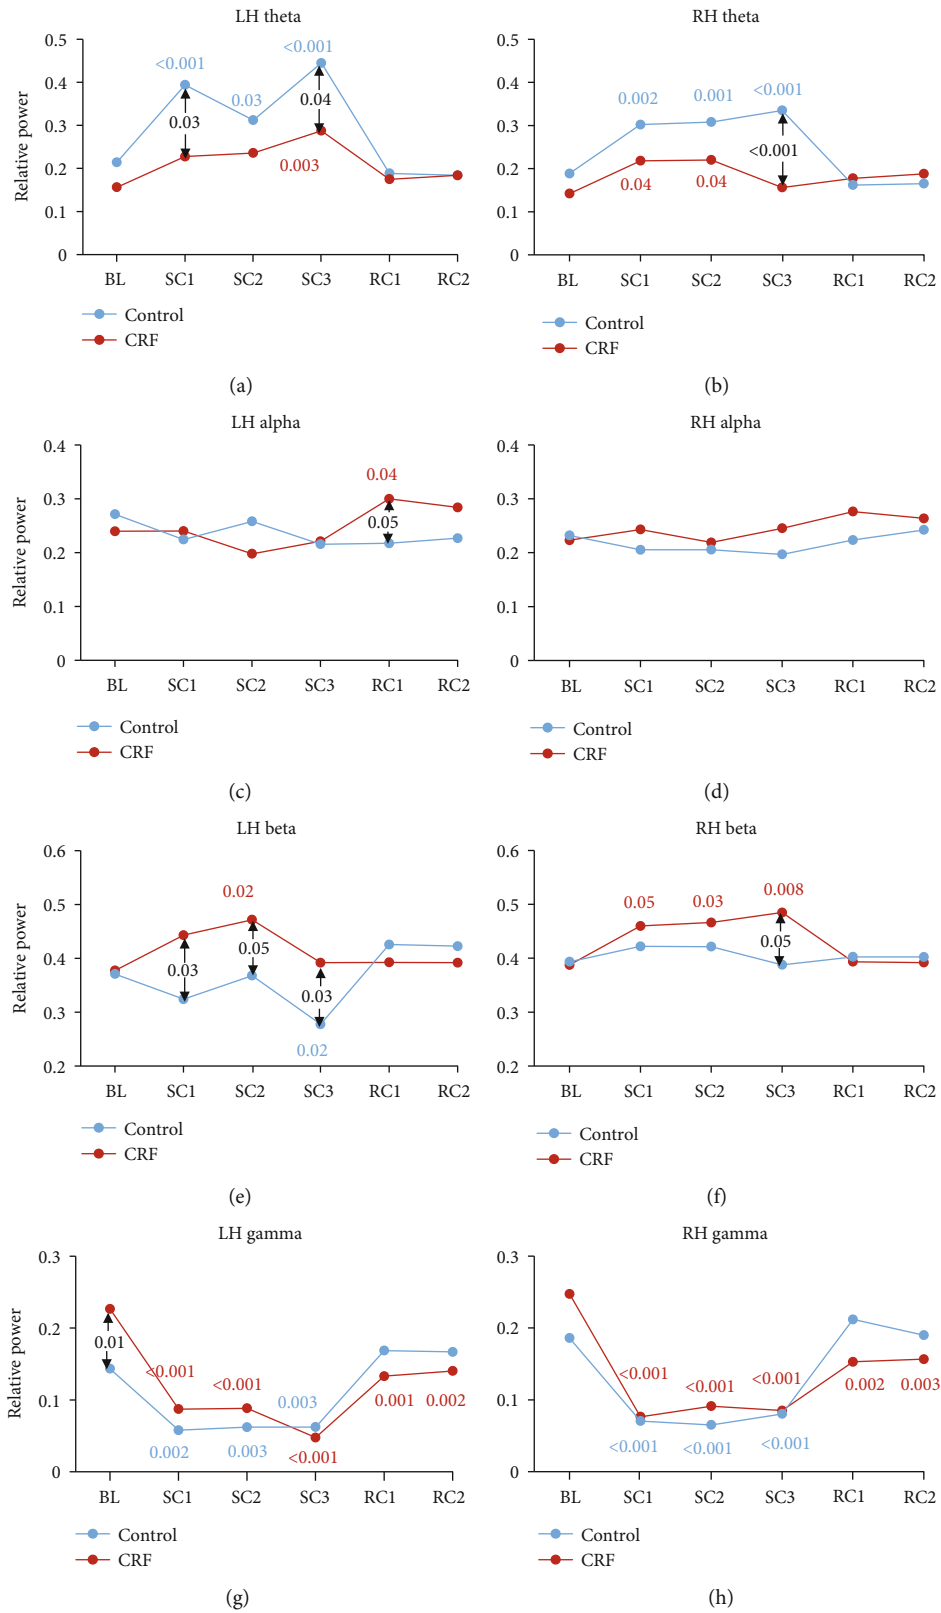 LH theta
0.5
0.4
0.3
0.2
0.1
0
Relative power
<0.001
0.03
<0.001
0.03
0.04
0.003
BL SC1 SC2 SC3 RC1 RC2
Control
CRF
(a)
RH theta
0.5
0.4
0.3
0.2
0.1
0
0.002
0.001
<0.001
<0.001
0.04
0.04
BL SC1 SC2 SC3 RC1 RC2
Control
CRF
(b)
LH alpha
0.4
0.3
0.2
0.1
0
Relative power
0.04
0.05
BL SC1 SC2 SC3 RC1 RC2
Control
CRF
(c)
RH alpha
0.4
0.3
0.2
0.1
0
BL SC1 SC2 SC3 RC1 RC2
Control
CRF
(d)
LH beta
0.6
0.5
0.4
0.3
0.2
Relative power
0.02
0.03
0.05
0.03
0.02
BL SC1 SC2 SC3 RC1 RC2
Control
CRF
(e)
RH beta
0.6
0.5
0.4
0.3
0.2
0.05
0.03
0.008
0.05
BL SC1 SC2 SC3 RC1 RC2
Control
CRF
(f)
LH gamma
0.3
0.2
0.1
0
Relative power
0.01
<0.001
<0.001
0.003
0.001
0.002
0.002
0.003
<0.001
BL SC1 SC2 SC3 RC1 RC2
Control
CRF
(g)
RH gamma
0.3
0.2
0.1
0
<0.001
<0.001
<0.001
0.002
0.003
<0.001
<0.001
<0.001
BL SC1 SC2 SC3 RC1 RC2
Control
CRF
(h)